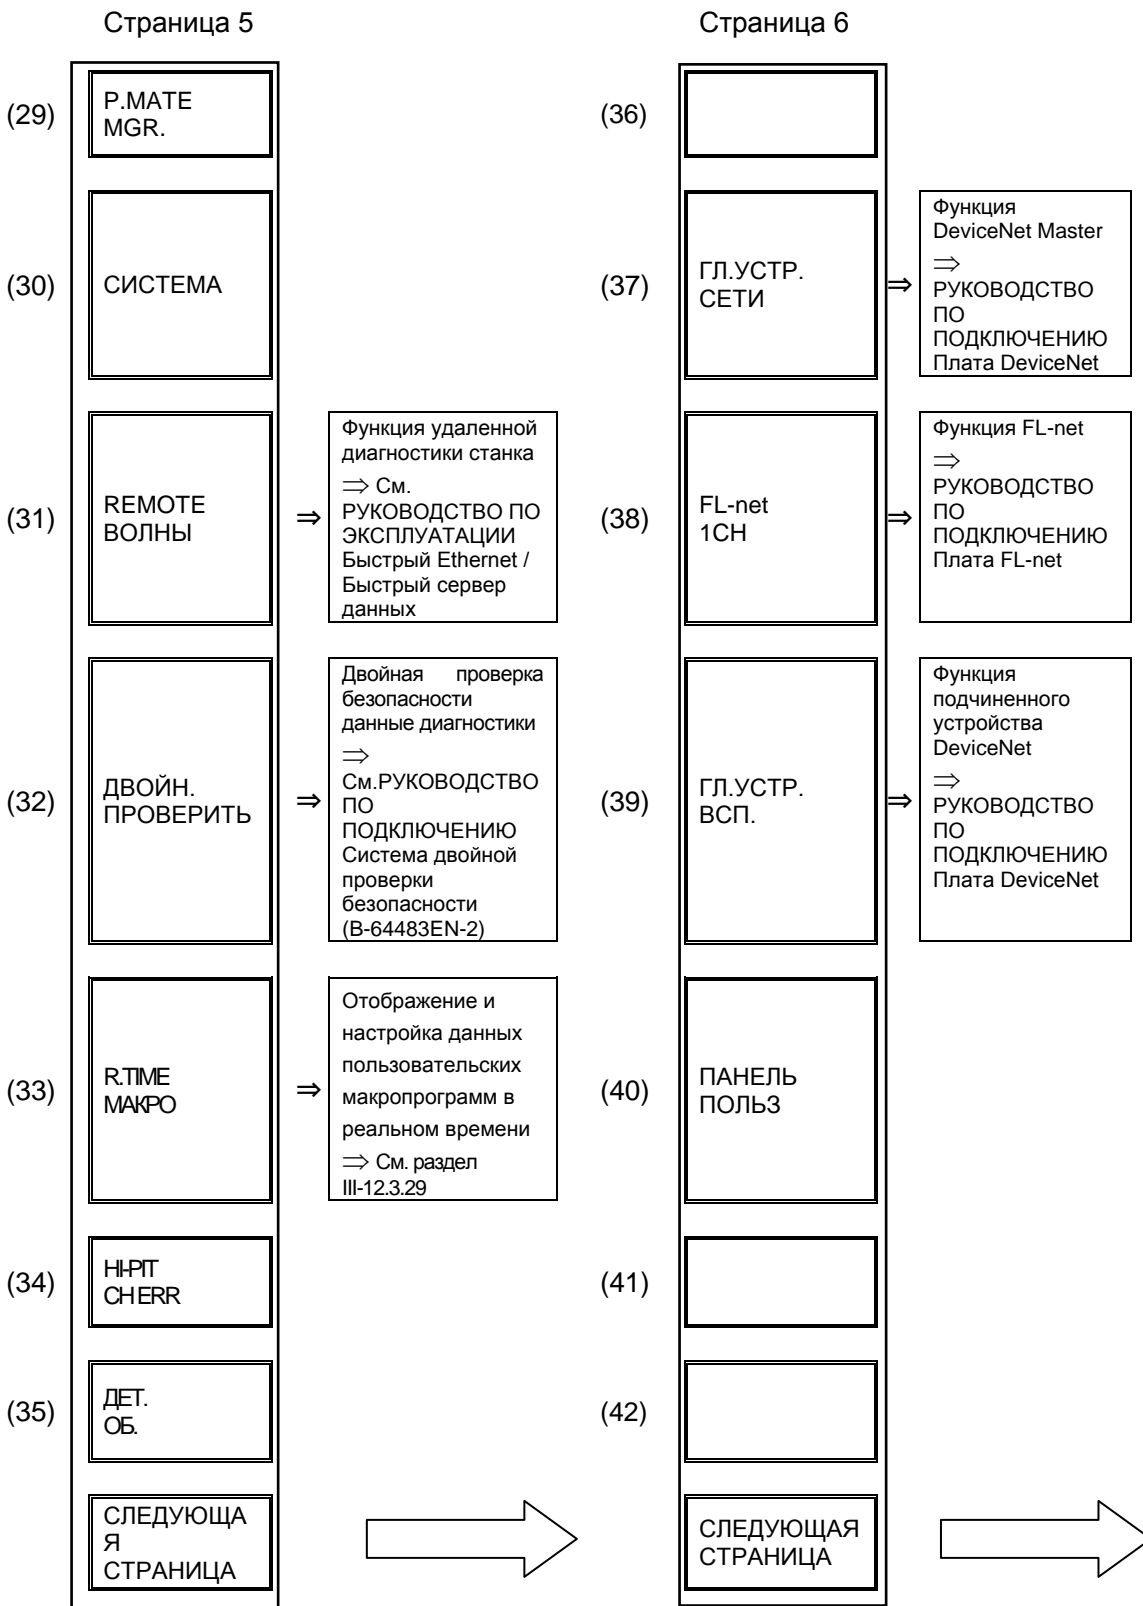 Страница 5
(29)
P.MATE
MGR.
(30)
СИСТЕМА
(31)
REMOTE
ВОЛНЫ
⇒
Функция удаленной
диагностики станка
⇒ См.
РУКОВОДСТВО ПО
ЭКСПЛУАТАЦИИ
Быстрый Ethernet /
Быстрый сервер
данных
(32)
ДВОЙН.
ПРОВЕРИТЬ
⇒
Двойная проверка
безопасности
данные диагностики
⇒
См.РУКОВОДСТВО
ПО
ПОДКЛЮЧЕНИЮ
Система двойной
проверки
безопасности
(B-64483EN-2)
(33)
R.TIME
МАКРО
⇒
Отображение и
настройка данных
пользовательских
макропрограмм в
реальном времени
⇒ См. раздел
III-12.3.29
(34)
HI-PIT
CH ERR
(35)
ДЕТ.
ОБ.
СЛЕДУЮЩА
Я
СТРАНИЦА
Страница 6
(36)
(37)
ГЛ.УСТР.
СЕТИ
⇒
Функция
DeviceNet Master
⇒
РУКОВОДСТВО
ПО
ПОДКЛЮЧЕНИЮ
Плата DeviceNet
(38)
FL-net
1CH
⇒
Функция FL-net
⇒
РУКОВОДСТВО
ПО
ПОДКЛЮЧЕНИЮ
Плата FL-net
(39)
ГЛ.УСТР.
ВСП.
⇒
Функция
подчиненного
устройства
DeviceNet
⇒
РУКОВОДСТВО
ПО
ПОДКЛЮЧЕНИЮ
Плата DeviceNet
(40)
ПАНЕЛЬ
ПОЛЬЗ
(41)
(42)
СЛЕДУЮЩАЯ
СТРАНИЦА